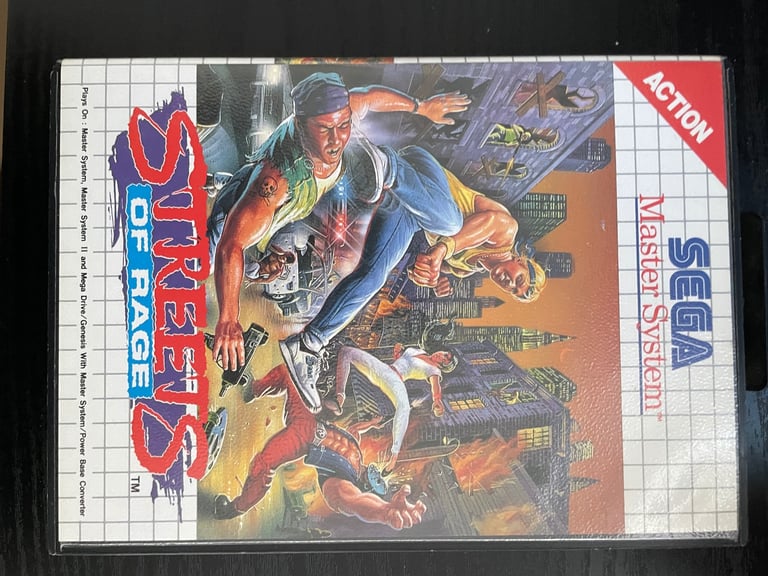 ACTION
SEGA
Master System™
STREETS
OF RAGE
™
Plays On : Master System, Master System II and Mega Drive/Genesis With Master System/Power Base Converter